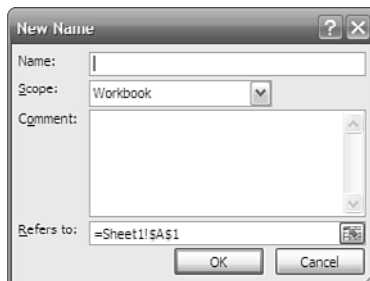 New Name
Name:
Scope: Workbook
Comment:
Refers to: =Sheet1!$A$1
OK Cancel